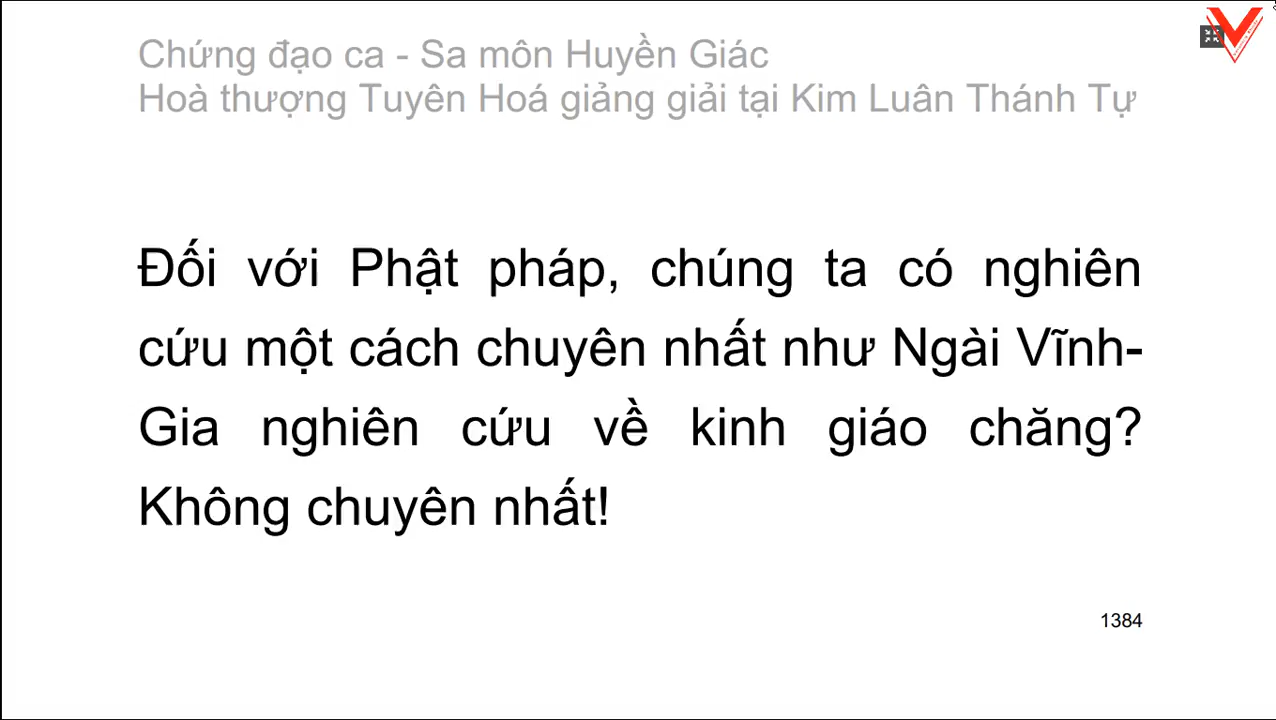 Chứng đạo ca - Sa môn Huyền Giác
Hoà thượng Tuyên Hoá giảng giải tại Kim Luân Thánh Tự
Đối với Phật pháp, chúng ta có nghiên
cứu một cách chuyên nhất như Ngài Vĩnh-
Gia nghiên cứu về kinh giáo chăng?
Không chuyên nhất!
1384